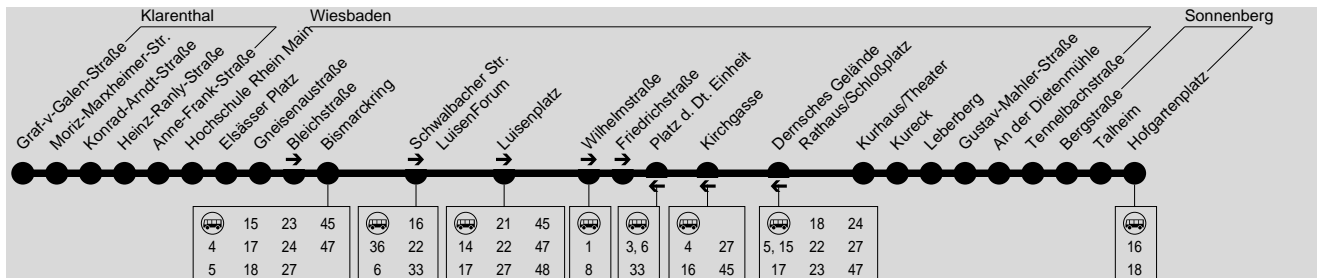 Klarenthal
Wiesbaden
Sonnenberg
Graf-v-Galen-Straße
Moriz-Marxheimer-Str.
Konrad-Arndt-Straße
Heinz-Ranly-Straße
Anne-Frank-Straße
Hochschule Rhein Main
Elsässer Platz
Gneisenaustraße
Bleichstraße
Bismarckring
Schwalbacher Str.
LuisenForum
Luisenplatz
Wilhelmstraße
Friedrichstraße
Platz d. Dt. Einheit
Kirchgasse
Dernsches Gelände
Rathaus/Schloßplatz
Kurhaus/Theater
Kureck
Leberberg
Gustav-Mahler-Straße
An der Dietenmühle
Tennelbachstraße
Bergstraße
Talheim
Hofgartenplatz
15 23 45
4 17 24 47
5 18 27
16
36 22
6 33
21 45
14 22 47
17 27 48
1
8
3, 6
33
4 27
16 45
18 24
5, 15 22 27
17 23 47
16
18